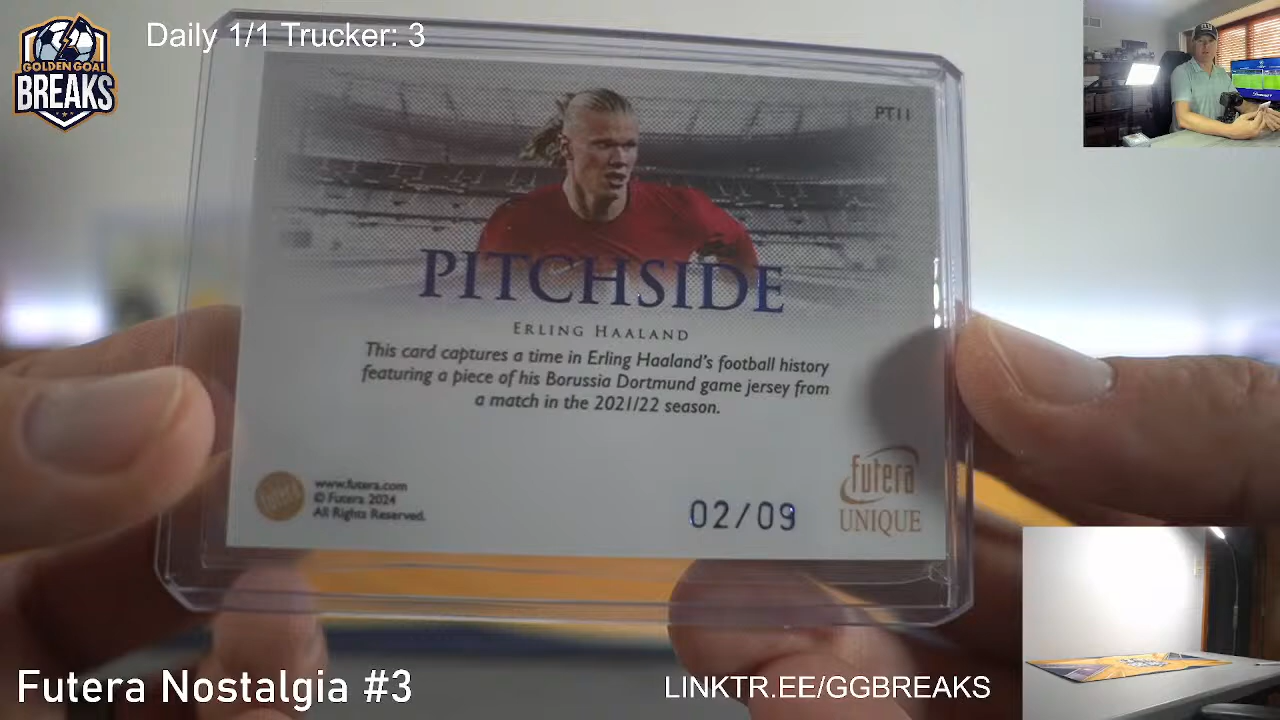 Daily 1/1 Trucker: 3
GOLDEN GOAL
BREAKS
PT11
PITCHSIDE
ERLING HAALAND
This card captures a time in Erling Haaland's football history
featuring a piece of his Borussia Dortmund game jersey from
a match in the 2021/22 season.
www.futera.com
© Futera 2024
All Rights Reserved.
02/09
futera
UNIQUE
Futera Nostalgia #3
LINKTR.EE/GGBREAKS